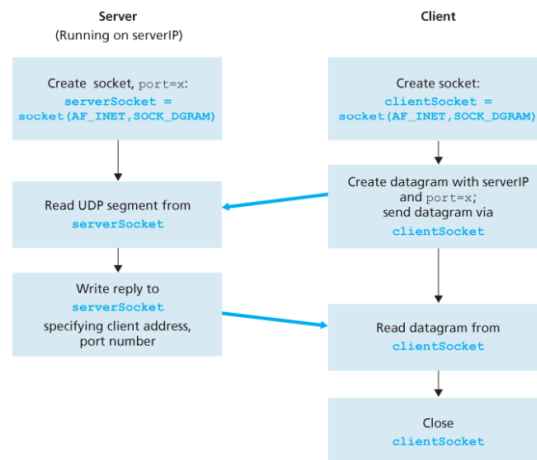 Server
(Running on serverIP)
Create socket, port=x:
serverSocket =
socket(AF_INET,SOCK_DGRAM)
Read UDP segment from
serverSocket
Write reply to
serverSocket
specifying client address,
port number
Client
Create socket:
clientSocket =
socket(AF_INET,SOCK_DGRAM)
Create datagram with serverIP
and port=x;
send datagram via
clientSocket
Read datagram from
clientSocket
Close
clientSocket